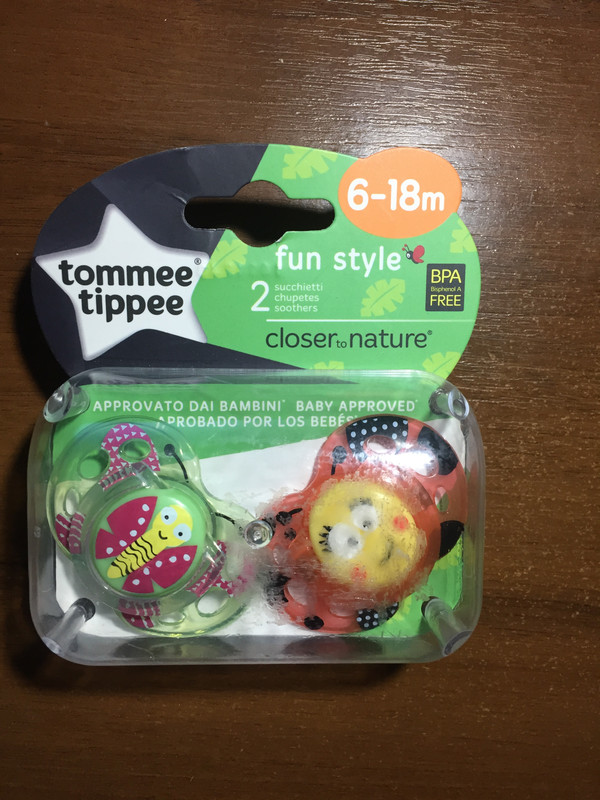 6-18m
tommee®
tippee
fun style
2 succhietti
chupetes
soothers
BPA
Bisphenol A
FREE
closer to nature®
APPROVATO DAI BAMBINI* BABY APPROVED*
APROBADO POR LOS BEBÉS*